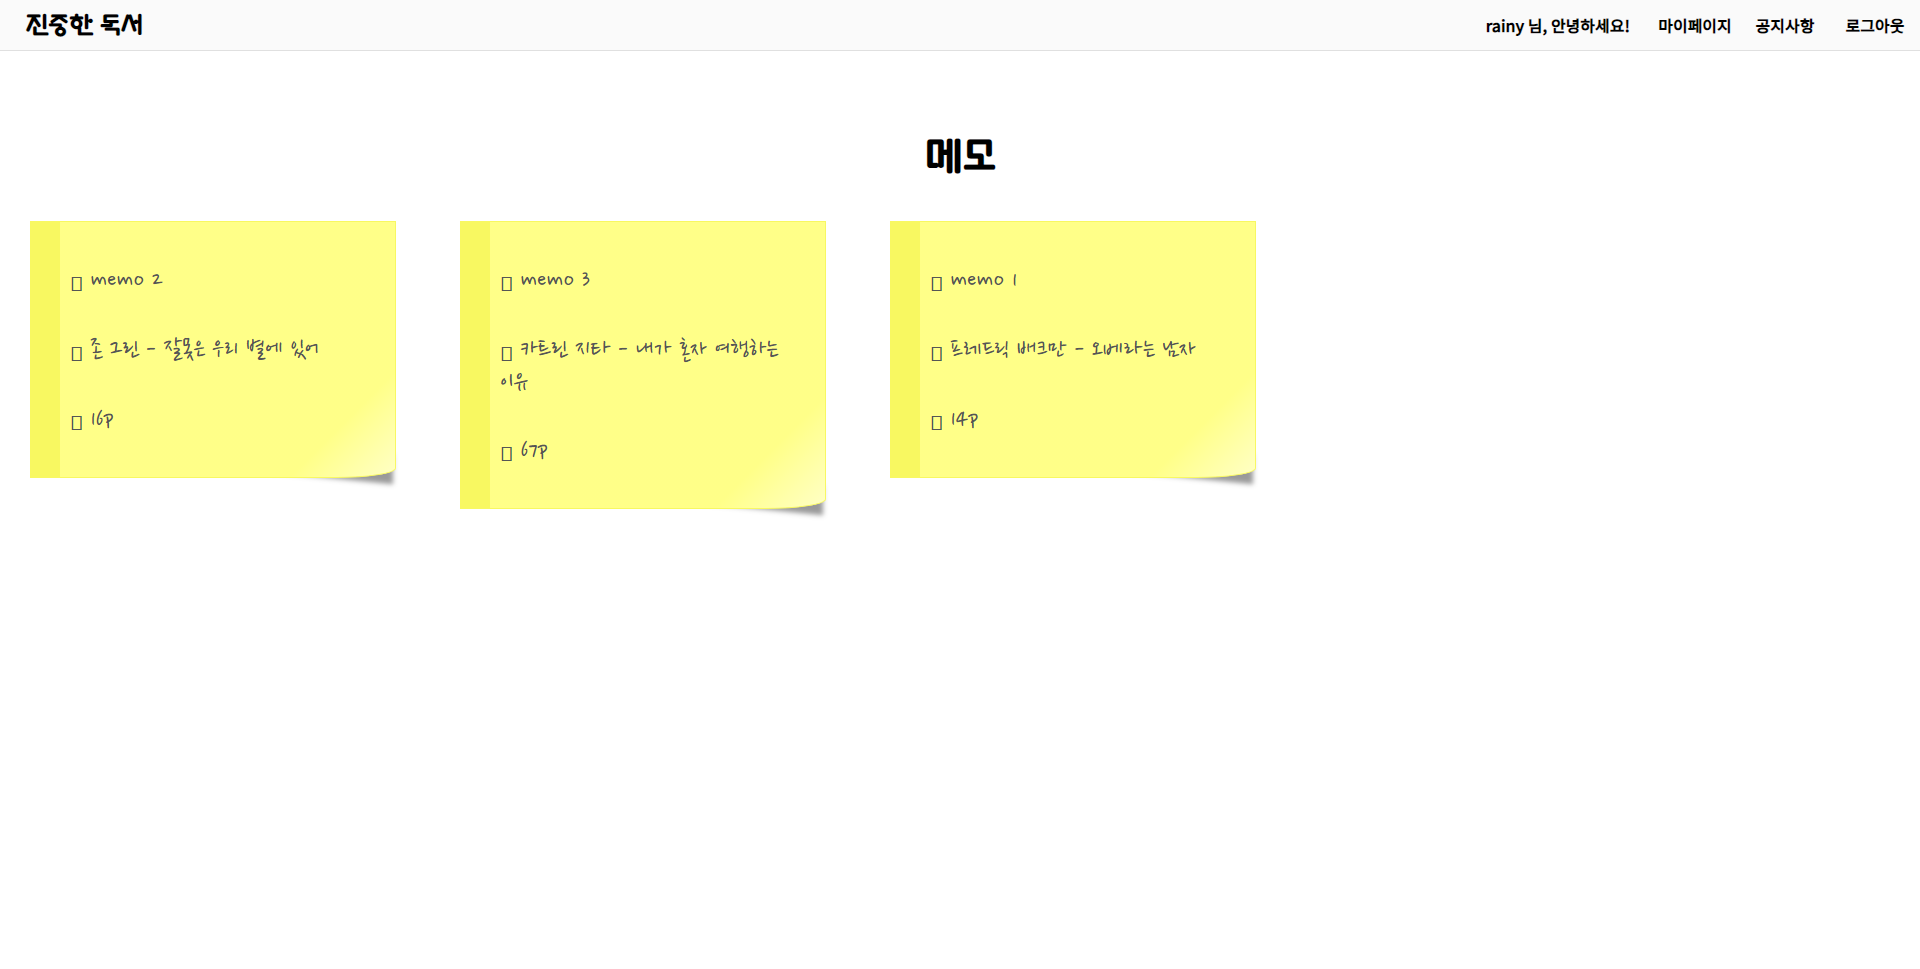 진중한 독서
rainy 님, 안녕하세요! 마이페이지 공지사항 로그아웃
메모
memo 2
존 그린 - 잘못은 우리 별에 있어
16p
memo 3
카트린 지타 - 내가 혼자 여행하는
이유
67p
memo 1
프레드릭 배크만 - 오베라는 남자
14p